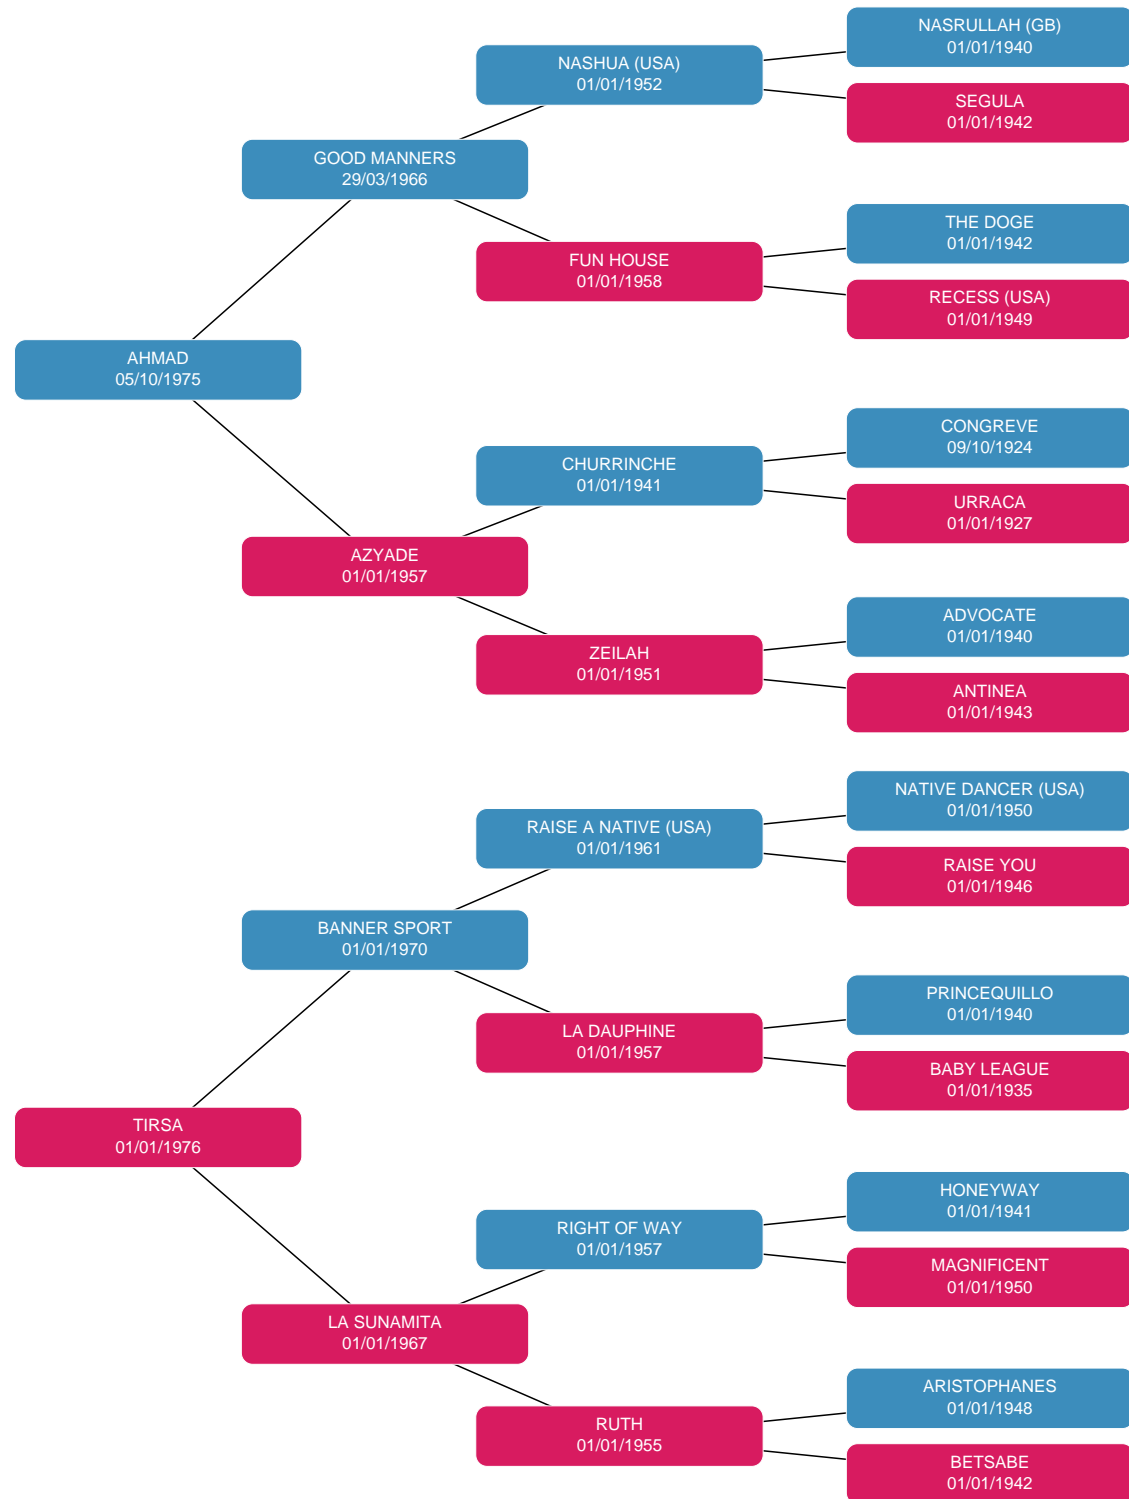 NASRULLAH (GB)
01/01/1940
NASHUA (USA)
01/01/1952
SEGULA
01/01/1942
GOOD MANNERS
29/03/1966
THE DOGE
01/01/1942
FUN HOUSE
01/01/1958
RECESS (USA)
01/01/1949
AHMAD
05/10/1975
CONGREVE
09/10/1924
CHURRINCHE
01/01/1941
URRACA
01/01/1927
AZYADE
01/01/1957
ADVOCATE
01/01/1940
ZEILAH
01/01/1951
ANTINEA
01/01/1943
NATIVE DANCER (USA)
01/01/1950
RAISE A NATIVE (USA)
01/01/1961
RAISE YOU
01/01/1946
BANNER SPORT
01/01/1970
PRINCEQUILLO
01/01/1940
LA DAUPHINE
01/01/1957
BABY LEAGUE
01/01/1935
TIRSA
01/01/1976
HONEYWAY
01/01/1941
RIGHT OF WAY
01/01/1957
MAGNIFICENT
01/01/1950
LA SUNAMITA
01/01/1967
ARISTOPHANES
01/01/1948
RUTH
01/01/1955
BETSABE
01/01/1942